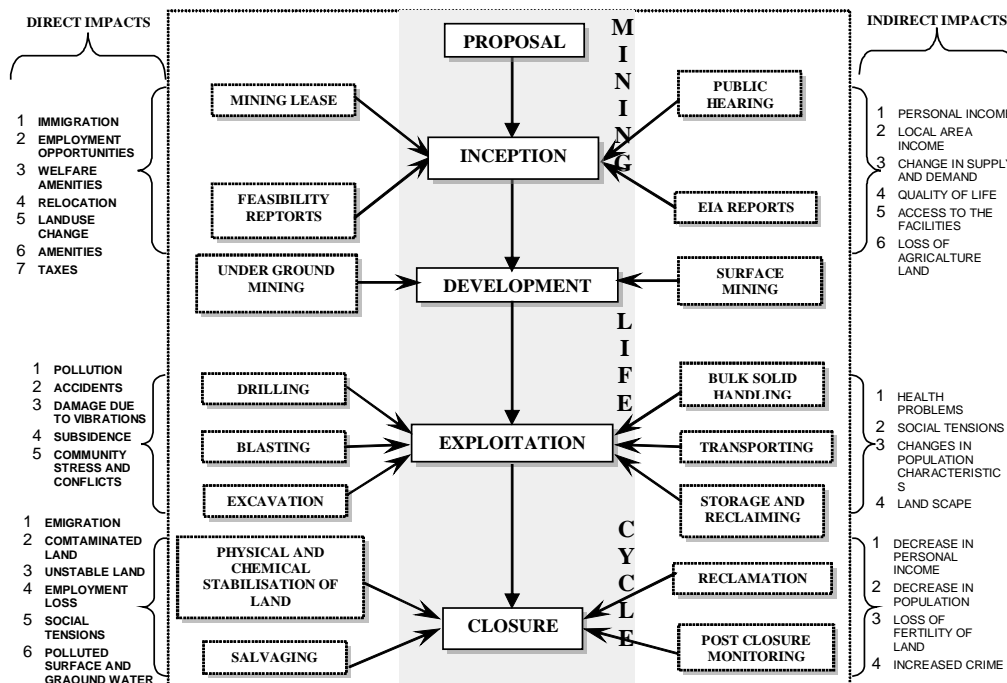 DIRECT IMPACTS
1 IMMIGRATION
2 EMPLOYMENT
OPPORTUNITIES
3 WELFARE
AMENITIES
4 RELOCATION
5 LANDUSE
CHANGE
6 AMENITIES
7 TAXES
1 POLLUTION
2 ACCIDENTS
3 DAMAGE DUE
TO VIBRATIONS
4 SUBSIDENCE
5 COMMUNITY
STRESS AND
CONFLICTS
1 EMIGRATION
2 COMTAMINATED
LAND
3 UNSTABLE LAND
4 EMPLOYMENT
LOSS
5 SOCIAL
TENSIONS
6 POLLUTED
SURFACE AND
GRAOUND WATER
MINING LIFE CYCLE
PROPOSAL
MINING LEASE
PUBLIC
HEARING
INCEPTION
FEASIBILITY
REPTORTS
EIA REPORTS
UNDER GROUND
MINING
DEVELOPMENT
SURFACE
MINING
DRILLING
BULK SOLID
HANDLING
BLASTING
EXPLOITATION
TRANSPORTING
EXCAVATION
STORAGE AND
RECLAIMING
PHYSICAL AND
CHEMICAL
STABILISATION OF
LAND
RECLAMATION
CLOSURE
SALVAGING
POST CLOSURE
MONITORING
INDIRECT IMPACTS
1 PERSONAL INCOME
2 LOCAL AREA
INCOME
3 CHANGE IN SUPPLY
AND DEMAND
4 QUALITY OF LIFE
5 ACCESS TO THE
FACILITIES
6 LOSS OF
AGRICULTURE
LAND
1 HEALTH
PROBLEMS
2 SOCIAL TENSIONS
3 CHANGES IN
POPULATION
CHARACTERISTIC
S
4 LAND SCAPE
1 DECREASE IN
PERSONAL
INCOME
2 DECREASE IN
POPULATION
3 LOSS OF
FERTILITY OF
LAND
4 INCREASED CRIME